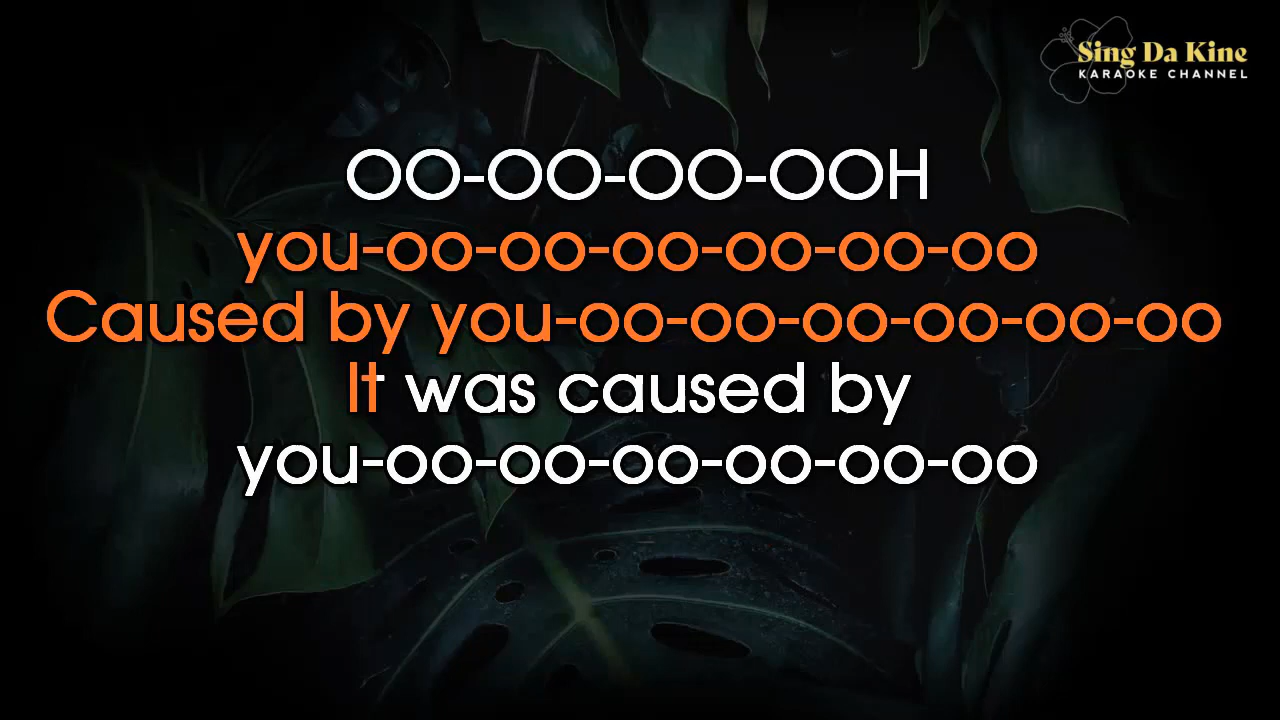 Sing Da Kine
KARAOKE CHANNEL
OO-OO-OO-OOH
you-oo-oo-oo-oo-oo-oo
Caused by you-oo-oo-oo-oo-oo-oo
It was caused by
you-oo-oo-oo-oo-oo-oo